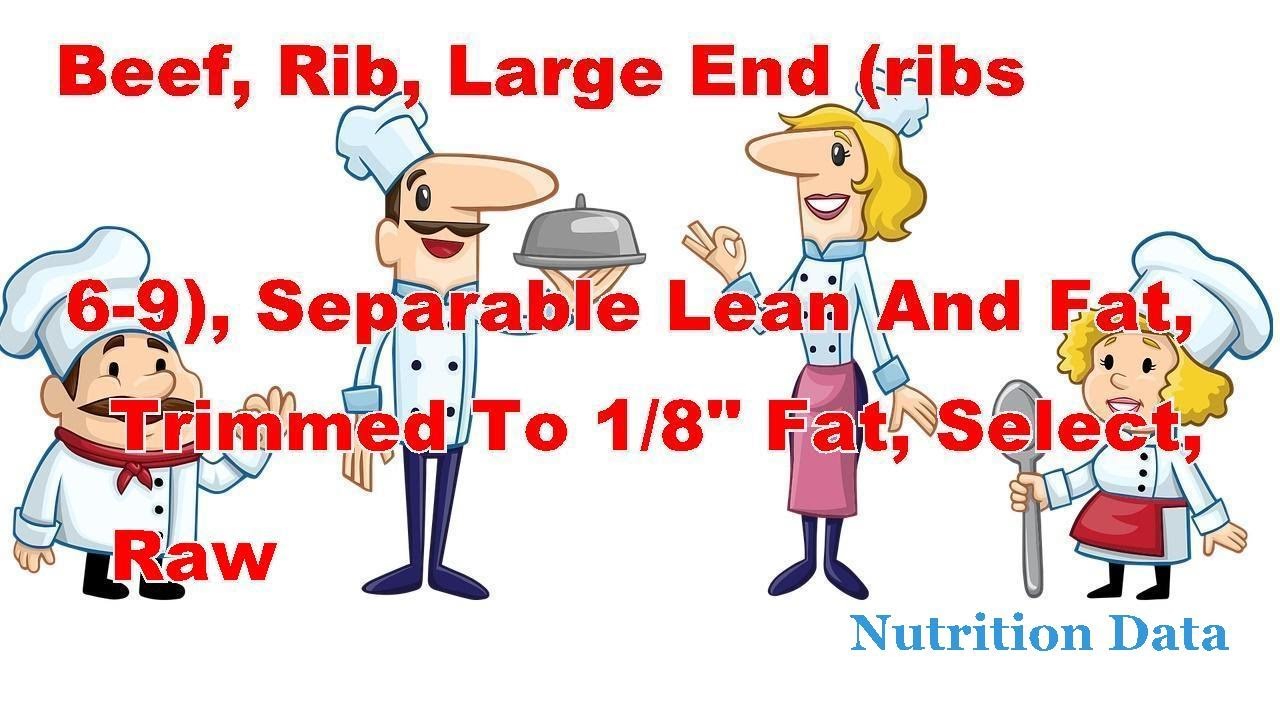 Beef, Rib, Large End (ribs
6-9), Separable Lean And Fat,
Trimmed To 1/8" Fat, Select,
Raw
Nutrition Data